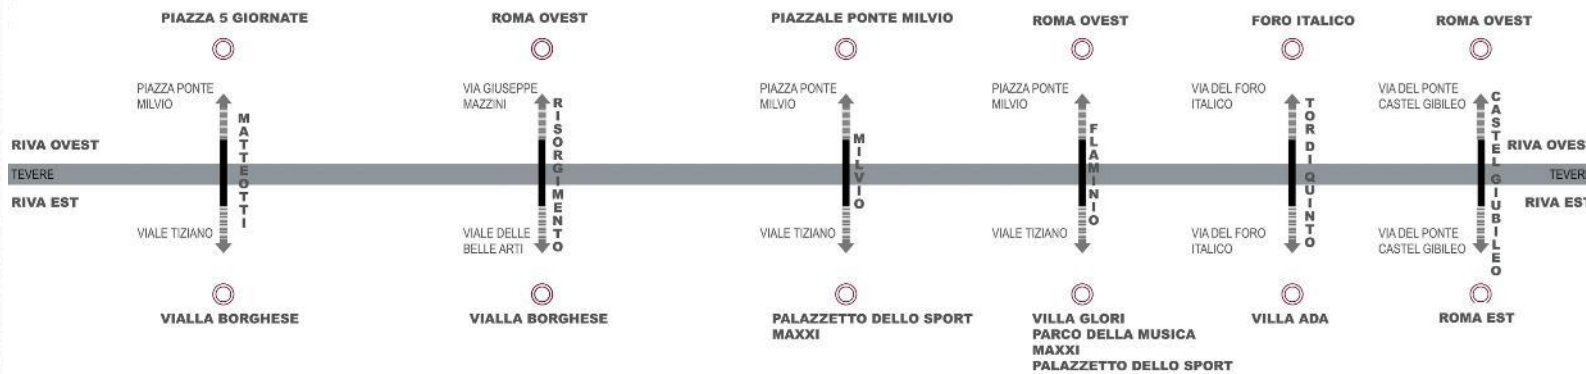 PIAZZA 5 GIORNATE
ROMA OVEST
PIAZZALE PONTE MILVIO
ROMA OVEST
FORO ITALICO
ROMA OVEST
PIAZZA PONTE
MILVIO
VIA GIUSEPPE
MAZZINI
PIAZZA PONTE
MILVIO
PIAZZA PONTE
MILVIO
VIA DEL FORO
ITALICO
VIA DEL PONTE
CASTEL GIBILEO
MATTEOTTI
RISORGIMENTO
MILVIO
FLAMINIO
TOR DI QUINTO
CASTEL GIUBILEO
RIVA OVEST
RIVA OVES
TEVERE
TEVERE
RIVA EST
RIVA EST
VIALE TIZIANO
VIALE DELLE
BELLE ARTI
VIALE TIZIANO
VIALE TIZIANO
VIA DEL FORO
ITALICO
VIA DEL PONTE
CASTEL GIBILEO
VIALLA BORGHESE
VIALLA BORGHESE
PALAZZETTO DELLO SPORT
MAXXI
VILLA GLORI
PARCO DELLA MUSICA
MAXXI
PALAZZETTO DELLO SPORT
VILLA ADA
ROMA EST